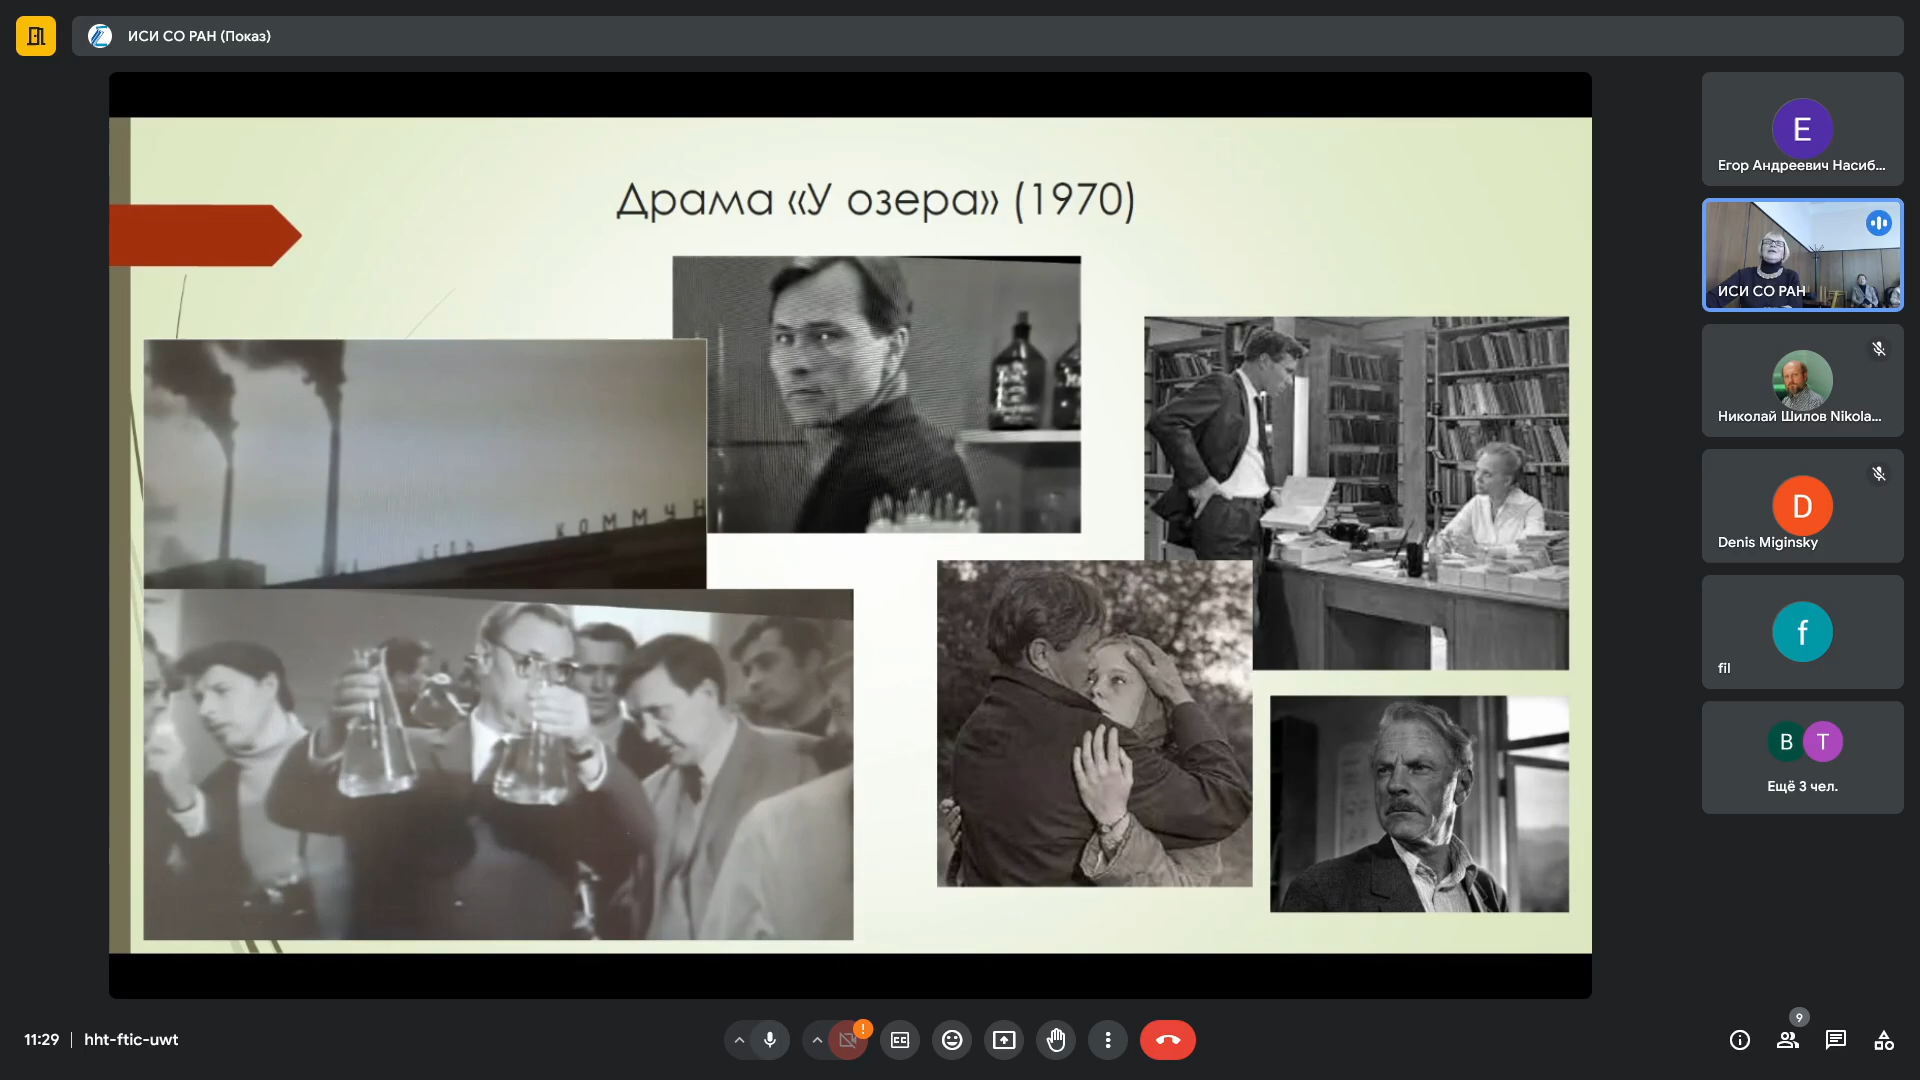 ИСИ СО РАН (Показ)
Драма «У озера» (1970)
КОММУН
E
Егор Андреевич Насиб...
ИСИ СО РАН
Николай Шилов Nikola...
D
Denis Miginsky
f
fil
B T
Ещё 3 чел.
11:29 | hht-ftic-uwt
!
CC
9